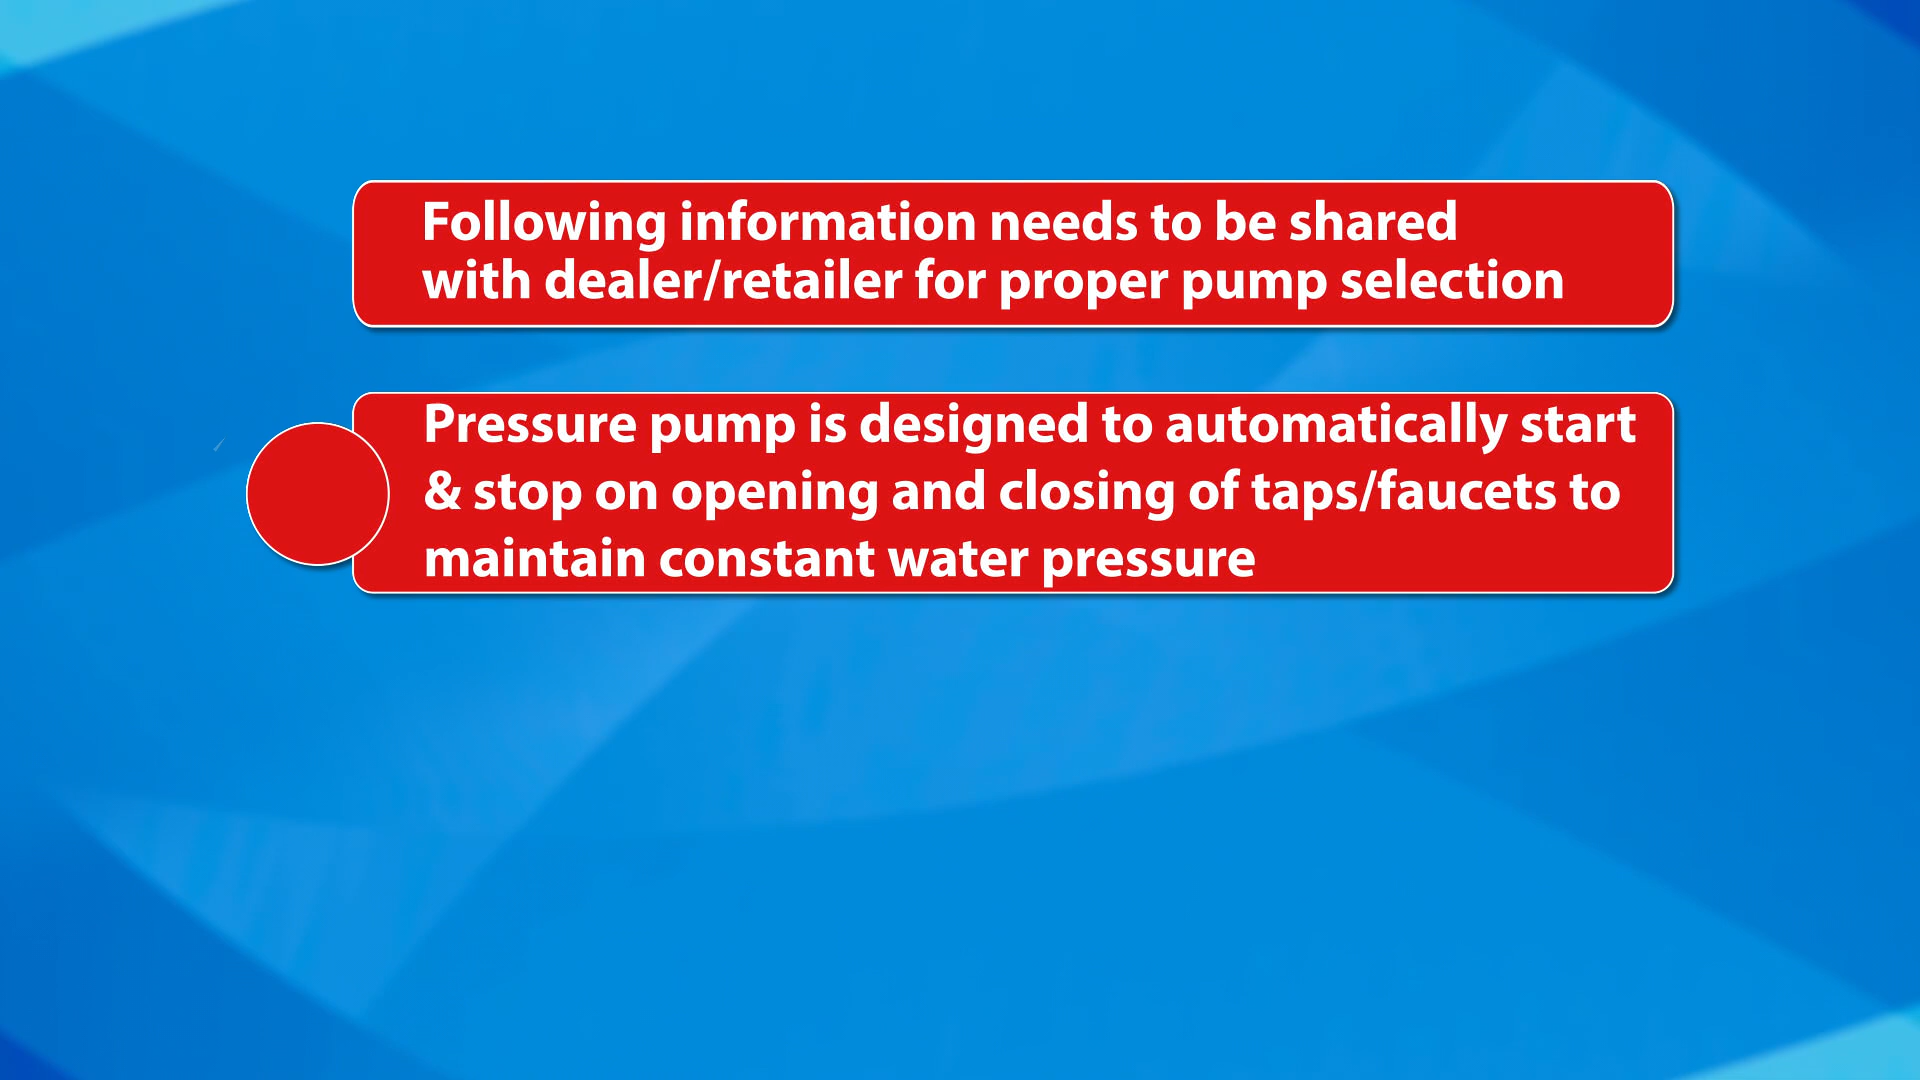 Following information needs to be shared
with dealer/retailer for proper pump selection
Pressure pump is designed to automatically start
& stop on opening and closing of taps/faucets to
maintain constant water pressure